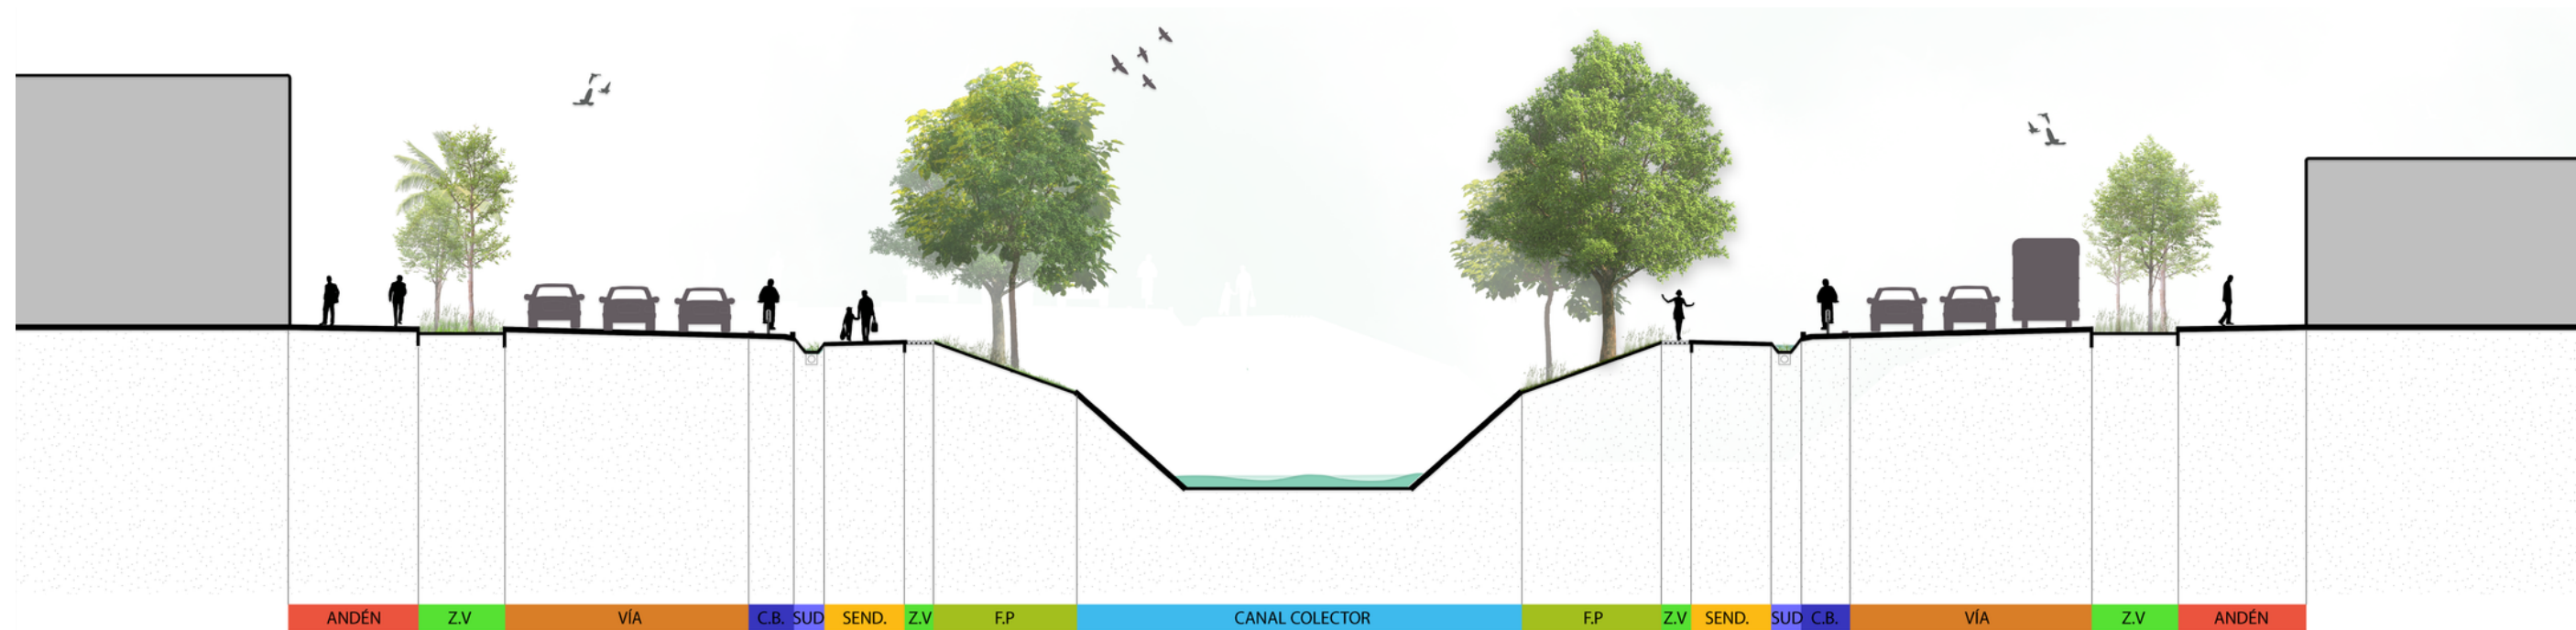 ANDÉN Z.V VÍA C.B. SUD SEND. Z.V F.P CANAL COLECTOR F.P Z.V SEND. SUD C.B. VÍA Z.V ANDÉN